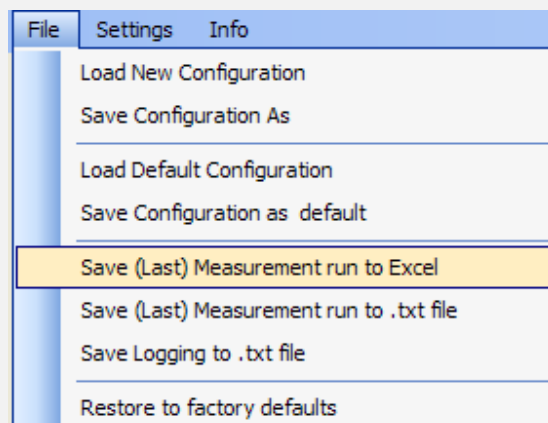 File Settings Info
Load New Configuration
Save Configuration As
Load Default Configuration
Save Configuration as default
Save (Last) Measurement run to Excel
Save (Last) Measurement run to .txt file
Save Logging to .txt file
Restore to factory defaults